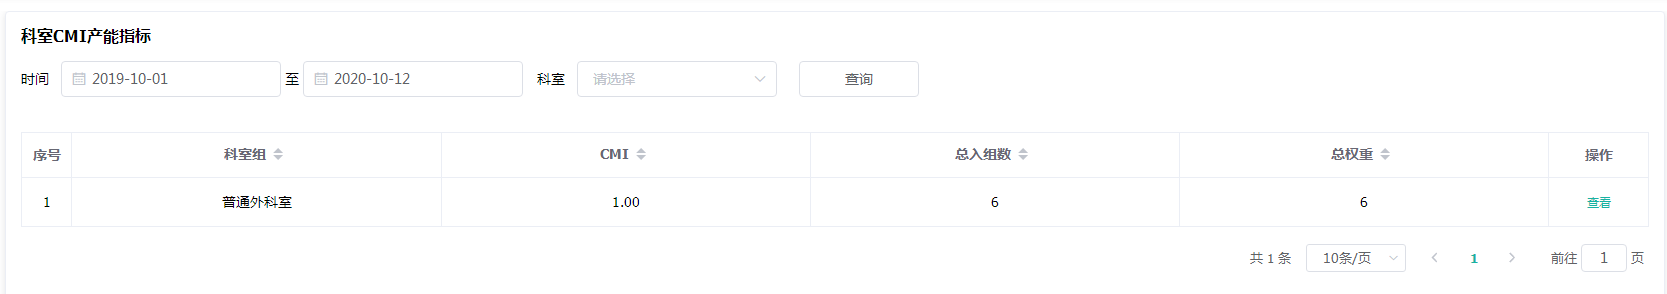 科室CMI产能指标
时间 2019-10-01 至 2020-10-12 科室 请选择 查询
序号 科室组 CMI 总入组数 总权重 操作
1 普通外科室 1.00 6 6 查看
共 1 条 10条/页 1 前往 1 页